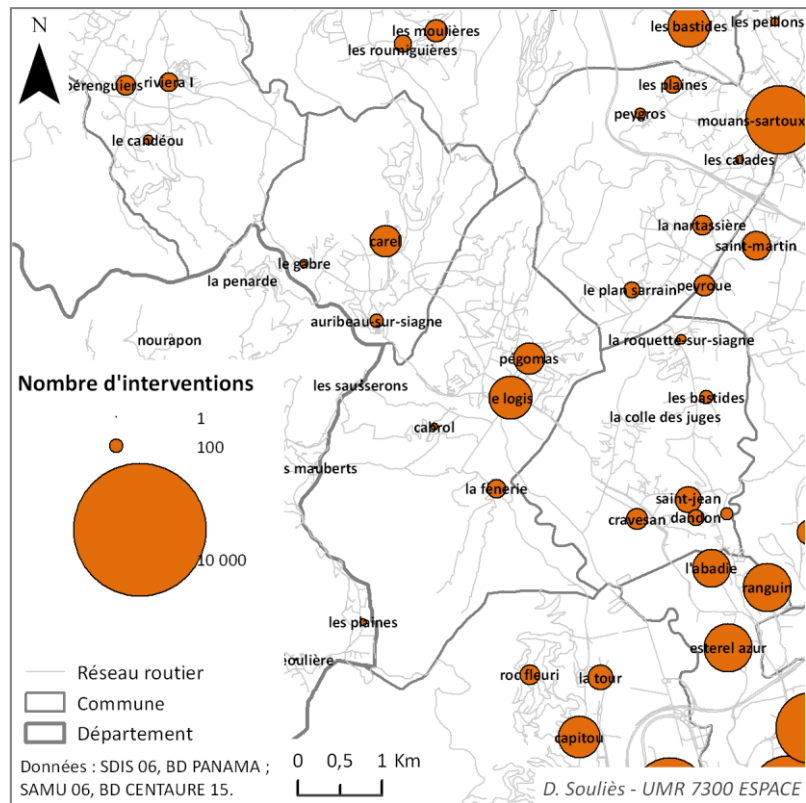 N
les moulières
les bastides
les peillons
les roumiguières
bérenguiers
riviera I
les plaines
peygros
mouans-sartoux
le candéou
les calades
la nartassière
carel
saint-martin
le gabre
la penarde
le plan sarrain
peyroue
auribeau-sur-siagne
nourapon
la roquette-sur-siagne
pégomas
Nombre d'interventions
les sausserons
le logis
les bastides
la colle des juges
1
cabrol
100
s mauberts
la fènerie
saint-jean
cravesan
dandon
10 000
l'abadie
ranguin
les plaines
esterel azur
éoulière
roc fleuri
la tour
Réseau routier
Commune
Département
capitou
0 0,5 1 Km
Données : SDIS 06, BD PANAMA ;
SAMU 06, BD CENTAURE 15.
D. Souliès - UMR 7300 ESPACE